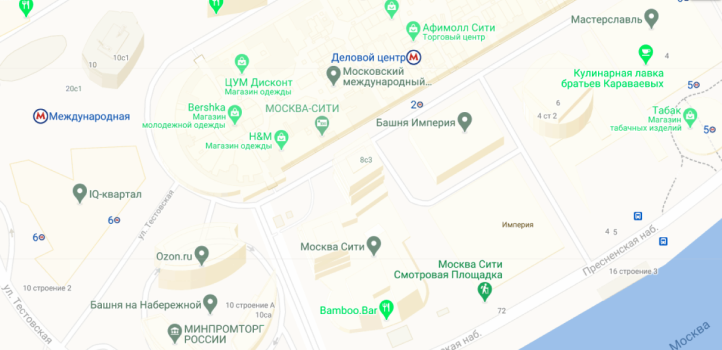 Мастерславль
Афимолл Сити
Торговый центр
10
10с1
Деловой центр
М
Кулинарная лавка
братьев Караваевых
Московский
международный...
ЦУМ Дисконт
Магазин одежды
МОСКВА-СИТИ
2
6
Bershka
Магазин
молодежной одежды
М
Международная
Башня Империя
4 ст 2
Табак
Магазин
табачных изделий
5
5
H&M
Магазин одежды
8с3
IQ-квартал
ул. Тестовская
6
6
Империя
4 5
Москва Сити
Ozon.ru
Пресненская наб.
Москва Сити
Смотровая Площадка
16 строение 3
10 строение 2
ул. Тестовская
Башня на Набережной
10 строение А
10са
Bamboo.Bar
72
МИНПРОМТОРГ
РОССИИ
Пресненская наб.
Москва